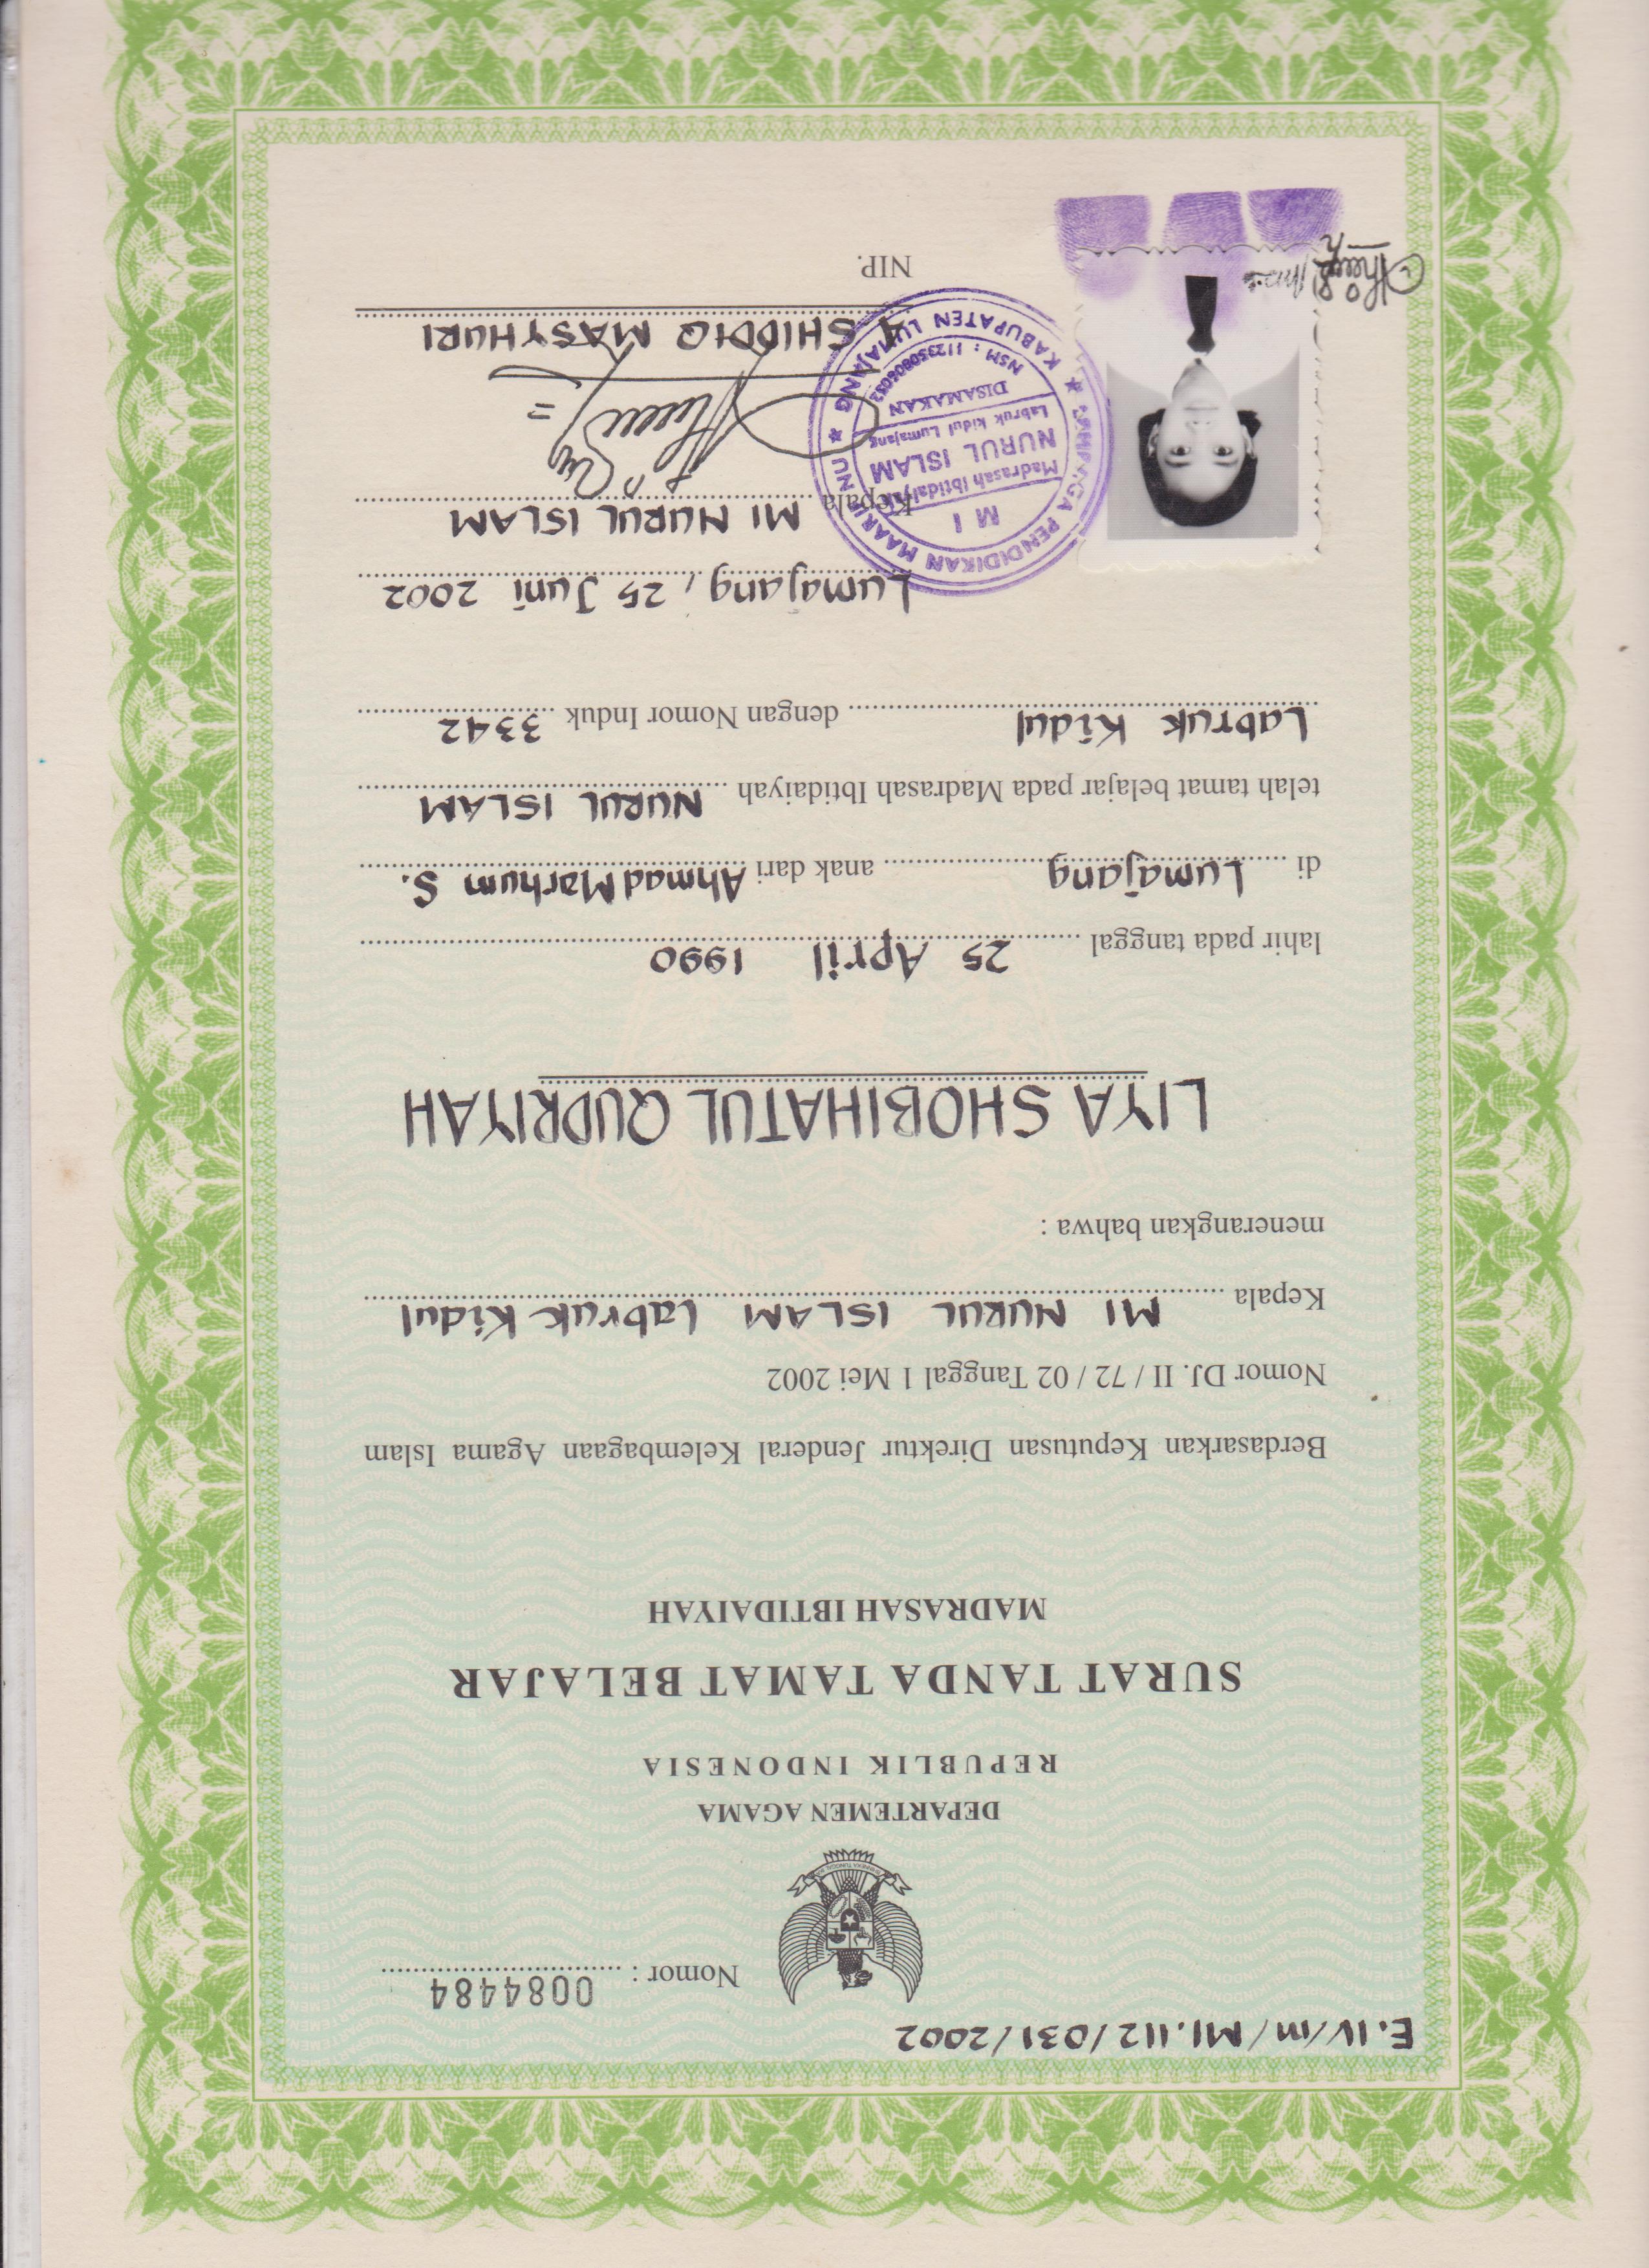 E.IV/m/MI.112/031/2002
Nomor : 0084484
DEPARTEMEN AGAMA
REPUBLIK INDONESIA
SURAT TANDA TAMAT BELAJAR
MADRASAH IBTIDAIYAH
Berdasarkan Keputusan Direktur Jenderal Kelembagaan Agama Islam
Nomor DJ. II / 72 / 02 Tanggal 1 Mei 2002
Kepala MI NURUL ISLAM Labruk Kidul
menerangkan bahwa :
LIYA SHOBIHATUL QUDRIYAH
lahir pada tanggal 25 April 1990
di Lumajang anak dari Ahmad Marhum S.
telah tamat belajar pada Madrasah Ibtidaiyah NURUL ISLAM
Labruk Kidul dengan Nomor Induk 3342
Lumajang, 25 Juni 2002
Kepala MI NURUL ISLAM
LEMBAGA PENDIDIKAN MAARIF NU
KABUPATEN LUMAJANG
M I
Madrasah Ibtidaiyah
NURUL ISLAM
Labruk Kidul Lumajang
DISAMAKAN
NSM :
A SHIDDIQ MASYHURI
NIP.